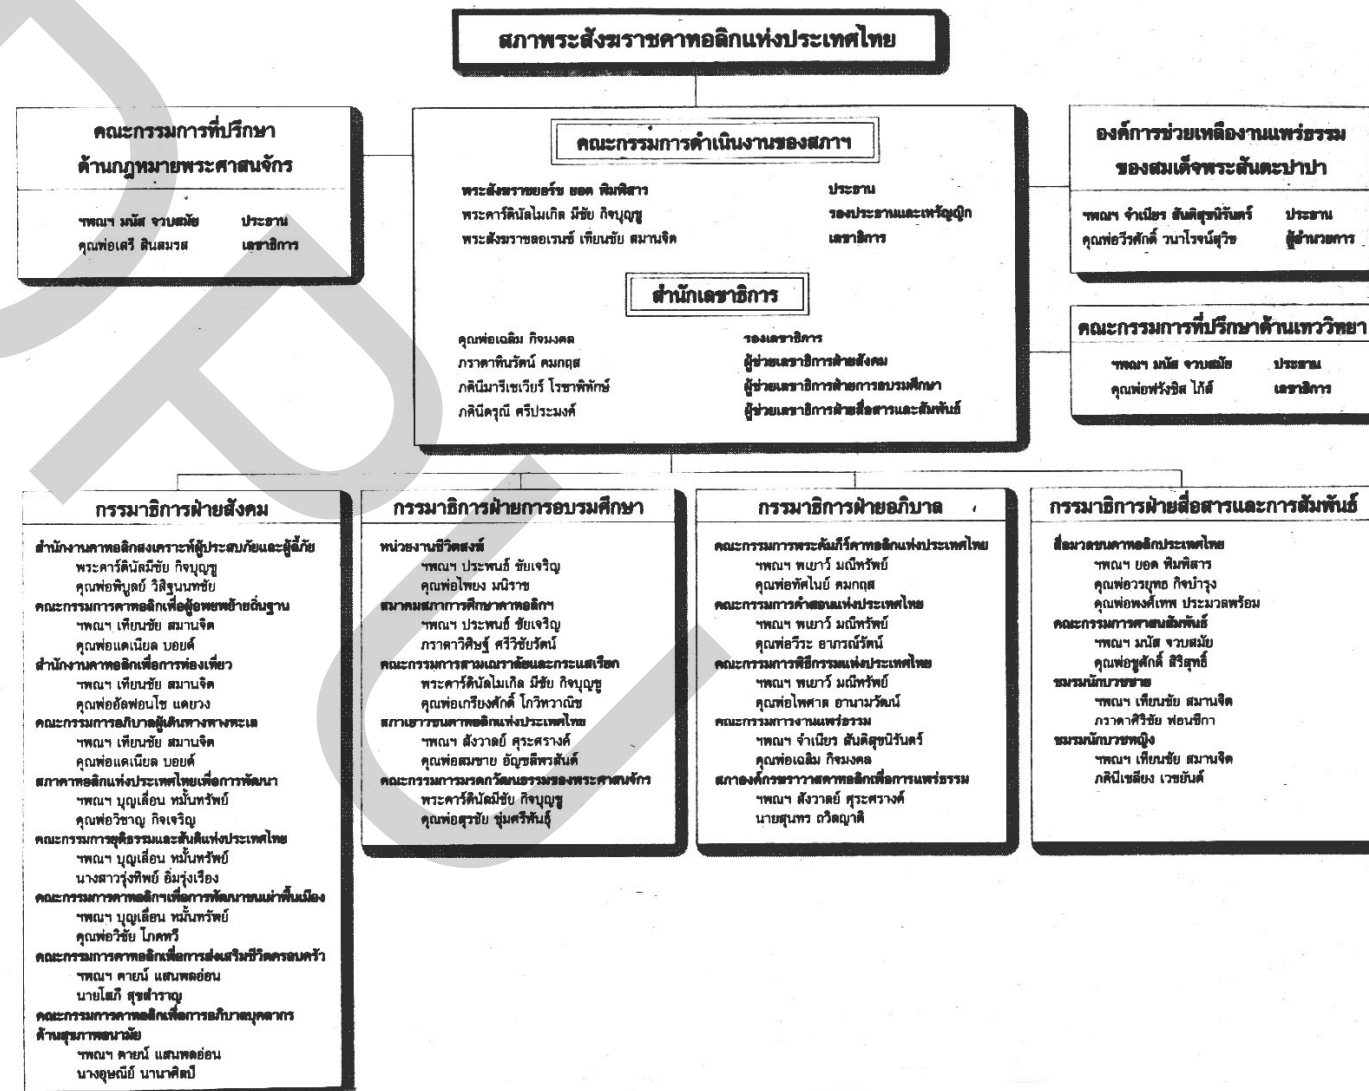 สภาพระสังฆราชคาทอลิกแห่งประเทศไทย
คณะกรรมการที่ปรึกษา
ด้านกฎหมายพระศาสนจักร
ฯพณฯ มนัส จวบสมัย ประธาน
คุณพ่อเสรี สินสมรส เลขาธิการ
คณะกรรมการดำเนินงานของสภาฯ
พระสังฆราชยอร์ช ยอด พิมพิสาร ประธาน
พระคาร์ดินัลไมเกิล มีชัย กิจบุญชู รองประธานและเหรัญญิก
พระสังฆราชลอเรนซ์ เทียนชัย สมานจิต เลขาธิการ
สำนักเลขาธิการ
คุณพ่อเฉลิม กิจมงคล รองเลขาธิการ
ภราดาทินรัตน์ คมกฤส ผู้ช่วยเลขาธิการฝ่ายสังคม
ภคินีมารีเซเวียร์ โรซาพิทักษ์ ผู้ช่วยเลขาธิการฝ่ายการอบรมศึกษา
ภคินีดรุณี ศรีประมงค์ ผู้ช่วยเลขาธิการฝ่ายสื่อสารและสัมพันธ์
องค์การช่วยเหลืองานแพร่ธรรม
ของสมเด็จพระสันตะปาปา
ฯพณฯ จำเนียร สันติสุขนิรันดร์ ประธาน
คุณพ่อวีรศักดิ์ วนาโรจน์สุวิช ผู้อำนวยการ
คณะกรรมการที่ปรึกษาด้านเทววิทยา
ฯพณฯ มนัส จวบสมัย ประธาน
คุณพ่อฟรังซิส ไก้ส์ เลขาธิการ
กรรมาธิการฝ่ายสังคม
สำนักงานคาทอลิกสงเคราะห์ผู้ประสบภัยและผู้ลี้ภัย
พระคาร์ดินัลมีชัย กิจบุญชู
คุณพ่อพิบูลย์ วิสิฐนนทชัย
คณะกรรมการคาทอลิกเพื่อผู้อพยพย้ายถิ่นฐาน
ฯพณฯ เทียนชัย สมานจิต
คุณพ่อแดเนียล บอยด์
สำนักงานคาทอลิกเพื่อการท่องเที่ยว
ฯพณฯ เทียนชัย สมานจิต
คุณพ่ออัลฟอนโซ แดยวง
คณะกรรมการอภิบาลผู้เดินทางทางทะเล
ฯพณฯ เทียนชัย สมานจิต
คุณพ่อแดเนียล บอยด์
สภาคาทอลิกแห่งประเทศไทยเพื่อการพัฒนา
ฯพณฯ บุญเลื่อน หมั้นทรัพย์
คุณพ่อวิชาญ กิจเจริญ
คณะกรรมการยุติธรรมและสันติแห่งประเทศไทย
ฯพณฯ บุญเลื่อน หมั้นทรัพย์
นางสาวรุ่งทิพย์ อิ่มรุ่งเรือง
คณะกรรมการคาทอลิกฯเพื่อการพัฒนาชนเผ่าพื้นเมือง
ฯพณฯ บุญเลื่อน หมั้นทรัพย์
คุณพ่อวิชัย โภคทวี
คณะกรรมการคาทอลิกเพื่อการส่งเสริมชีวิตครอบครัว
ฯพณฯ คายน์ แสนพลอ่อน
นายโสภี สุขสำราญ
คณะกรรมการคาทอลิกเพื่อการอภิบาลบุคลากร
ด้านสุขภาพอนามัย
ฯพณฯ คายน์ แสนพลอ่อน
นางอุษณีย์ นานาศิลป์
กรรมาธิการฝ่ายการอบรมศึกษา
หน่วยงานชีวิตสงฆ์
ฯพณฯ ประพนธ์ ชัยเจริญ
คุณพ่อไพยง มนิราช
สมาคมสภาการศึกษาคาทอลิกฯ
ฯพณฯ ประพนธ์ ชัยเจริญ
ภราดาวิศิษฐ์ ศรีวิชัยรัตน์
คณะกรรมการสามเณราลัยและกระแสเรียก
พระคาร์ดินัลไมเกิล มีชัย กิจบุญชู
คุณพ่อเกรียงศักดิ์ โกวิทวาณิช
สภาเยาวชนคาทอลิกแห่งประเทศไทย
ฯพณฯ สังวาลย์ ศุระศรางค์
คุณพ่อสมชาย อัญชลีพรสันต์
คณะกรรมการมรดกวัฒนธรรมของพระศาสนจักร
พระคาร์ดินัลมีชัย กิจบุญชู
คุณพ่อสุรชัย ชุ่มศรีพันธุ์
กรรมาธิการฝ่ายอภิบาล
คณะกรรมการพระคัมภีร์คาทอลิกแห่งประเทศไทย
ฯพณฯ พเยาว์ มณีทรัพย์
คุณพ่อทัศไนย์ คมกฤส
คณะกรรมการคำสอนแห่งประเทศไทย
ฯพณฯ พเยาว์ มณีทรัพย์
คุณพ่อวีระ อาภรณ์รัตน์
คณะกรรมการพิธีกรรมแห่งประเทศไทย
ฯพณฯ พเยาว์ มณีทรัพย์
คุณพ่อไพศาล อานามวัฒน์
คณะกรรมการงานแพร่ธรรม
ฯพณฯ จำเนียร สันติสุขนิรันดร์
คุณพ่อเฉลิม กิจมงคล
สภาองค์กรฆราวาสคาทอลิกเพื่อการแพร่ธรรม
ฯพณฯ สังวาลย์ ศุระศรางค์
นายสุนทร ถวิลญาติ
กรรมาธิการฝ่ายสื่อสารและการสัมพันธ์
สื่อมวลชนคาทอลิกประเทศไทย
ฯพณฯ ยอด พิมพิสาร
คุณพ่อวรยุทธ กิจบำรุง
คุณพ่อพงศ์เทพ ประมวลพร้อม
คณะกรรมการศาสนสัมพันธ์
ฯพณฯ มนัส จวบสมัย
คุณพ่อชูศักดิ์ สิริสุทธิ์
ชมรมนักบวชชาย
ฯพณฯ เทียนชัย สมานจิต
ภราดาศิริชัย ฟอนซิกา
ชมรมนักบวชหญิง
ฯพณฯ เทียนชัย สมานจิต
ภคินีเซลียง เวชยันต์